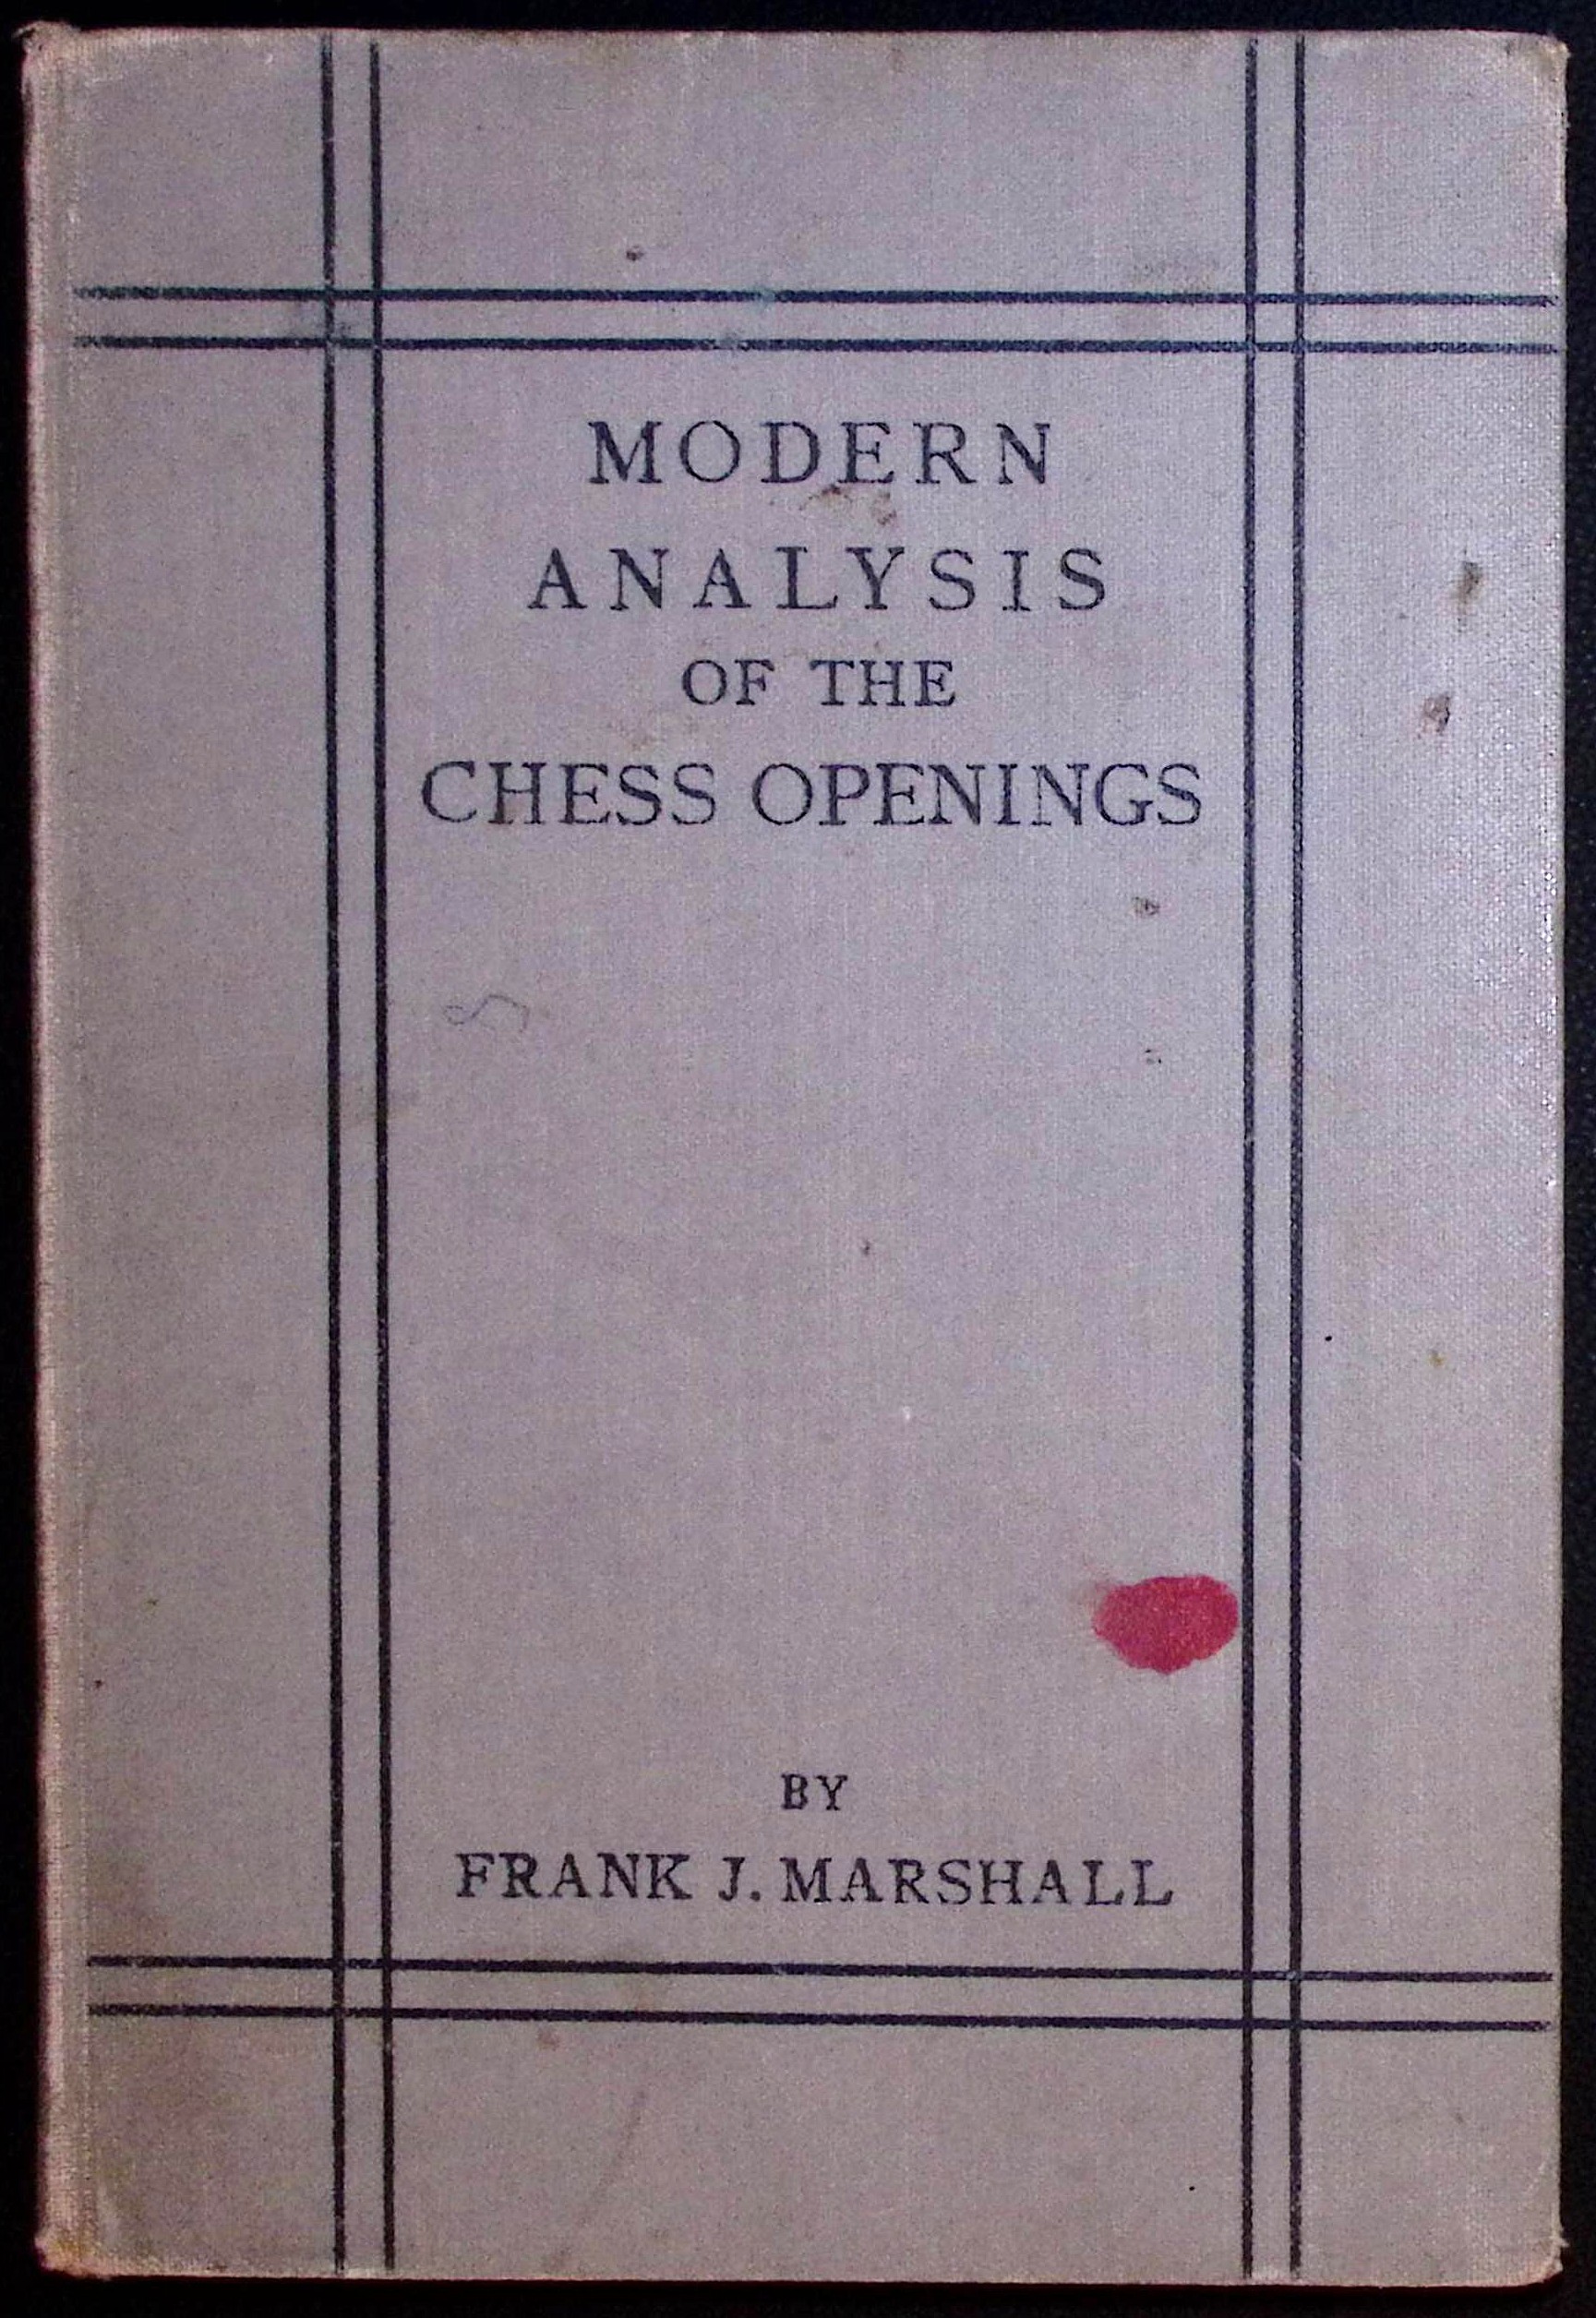 MODERN
ANALYSIS
OF THE
CHESS OPENINGS
BY
FRANK J. MARSHALL